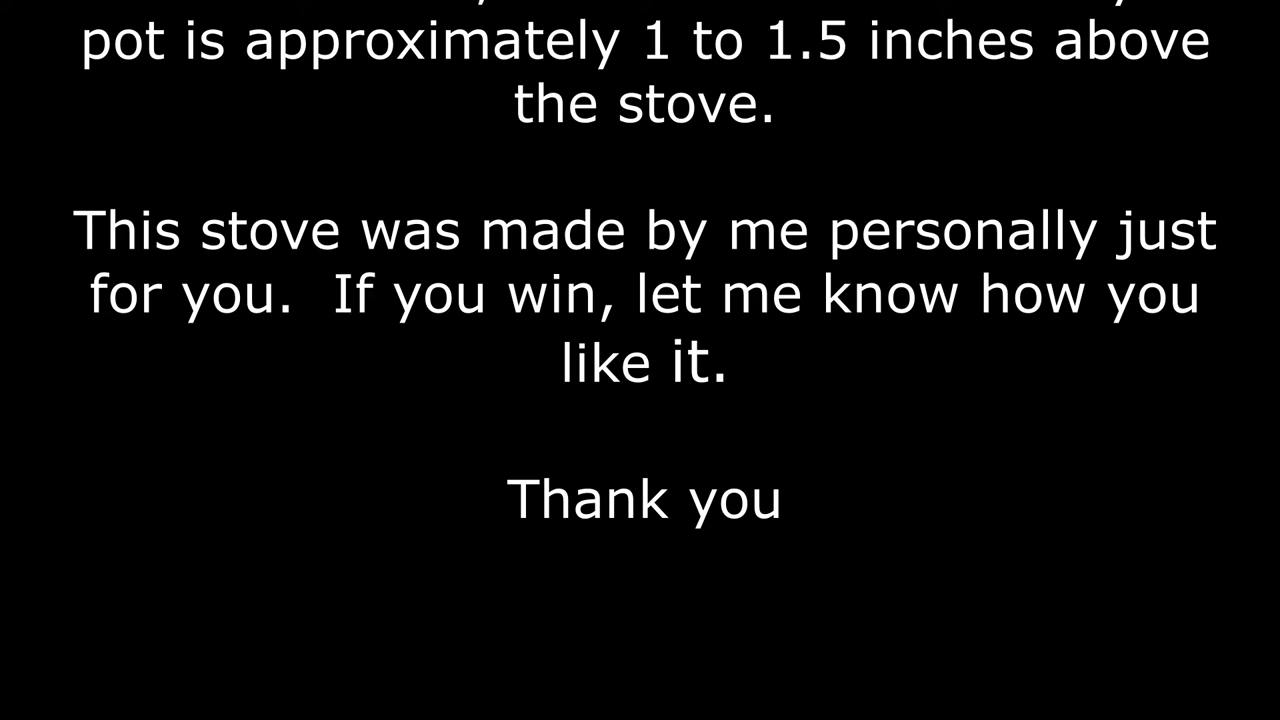 pot is approximately 1 to 1.5 inches above
the stove.
This stove was made by me personally just
for you.  If you win, let me know how you
like it.
Thank you